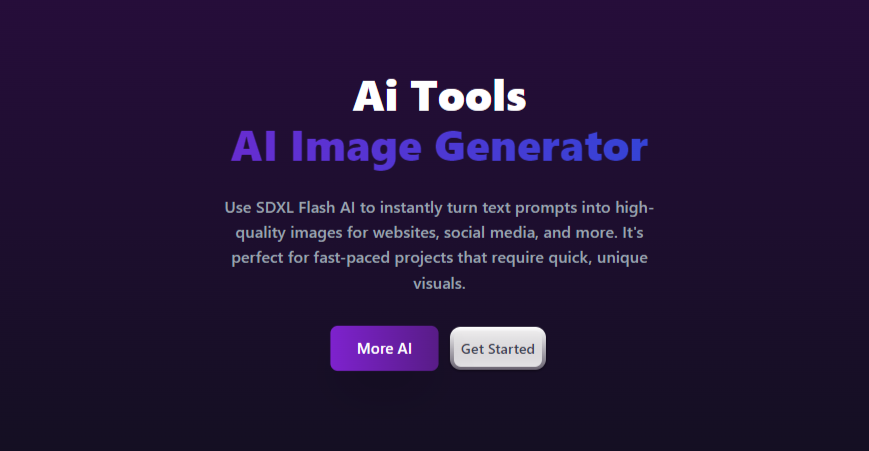 Ai Tools
AI Image Generator
Use SDXL Flash AI to instantly turn text prompts into high-
quality images for websites, social media, and more. It's
perfect for fast-paced projects that require quick, unique
visuals.
More AI
Get Started